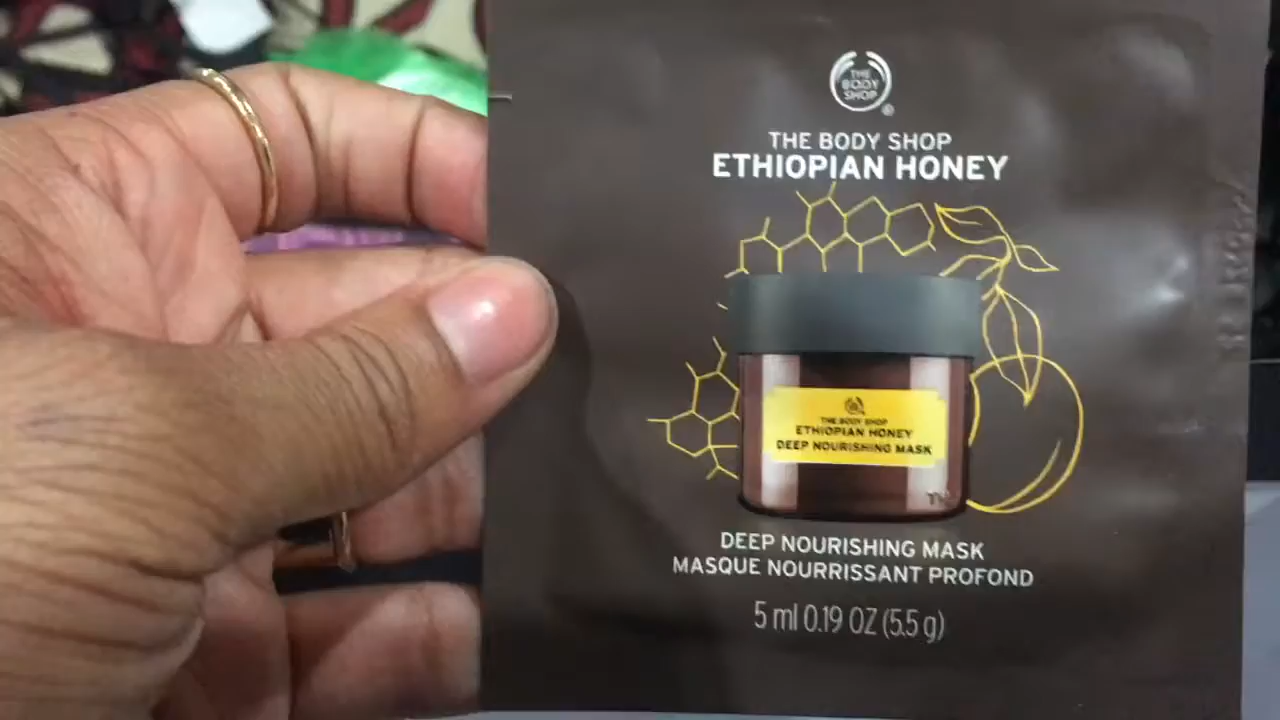 THE
BODY
SHOP
®
THE BODY SHOP
ETHIOPIAN HONEY
THE BODY SHOP
ETHIOPIAN HONEY
DEEP NOURISHING MASK
DEEP NOURISHING MASK
MASQUE NOURRISSANT PROFOND
5 ml 0.19 OZ (5.5 g)